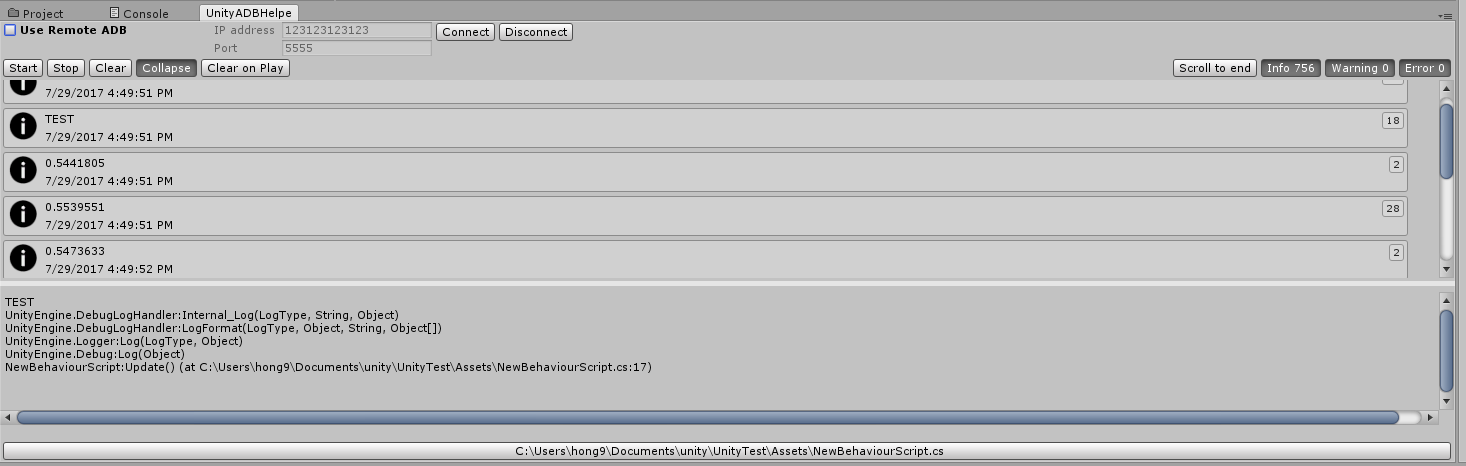 Project Console UnityADBHelpe
Use Remote ADB IP address 123123123123 Connect Disconnect
Port 5555
Start Stop Clear Collapse Clear on Play Scroll to end Info 756 Warning 0 Error 0
7/29/2017 4:49:51 PM
TEST 18
7/29/2017 4:49:51 PM
0.5441805 2
7/29/2017 4:49:51 PM
0.5539551 28
7/29/2017 4:49:51 PM
0.5473633 2
7/29/2017 4:49:52 PM
TEST
UnityEngine.DebugLogHandler:Internal_Log(LogType, String, Object)
UnityEngine.DebugLogHandler:LogFormat(LogType, Object, String, Object[])
UnityEngine.Logger:Log(LogType, Object)
UnityEngine.Debug:Log(Object)
NewBehaviourScript:Update() (at C:\Users\hong9\Documents\unity\UnityTest\Assets\NewBehaviourScript.cs:17)
C:\Users\hong9\Documents\unity\UnityTest\Assets\NewBehaviourScript.cs